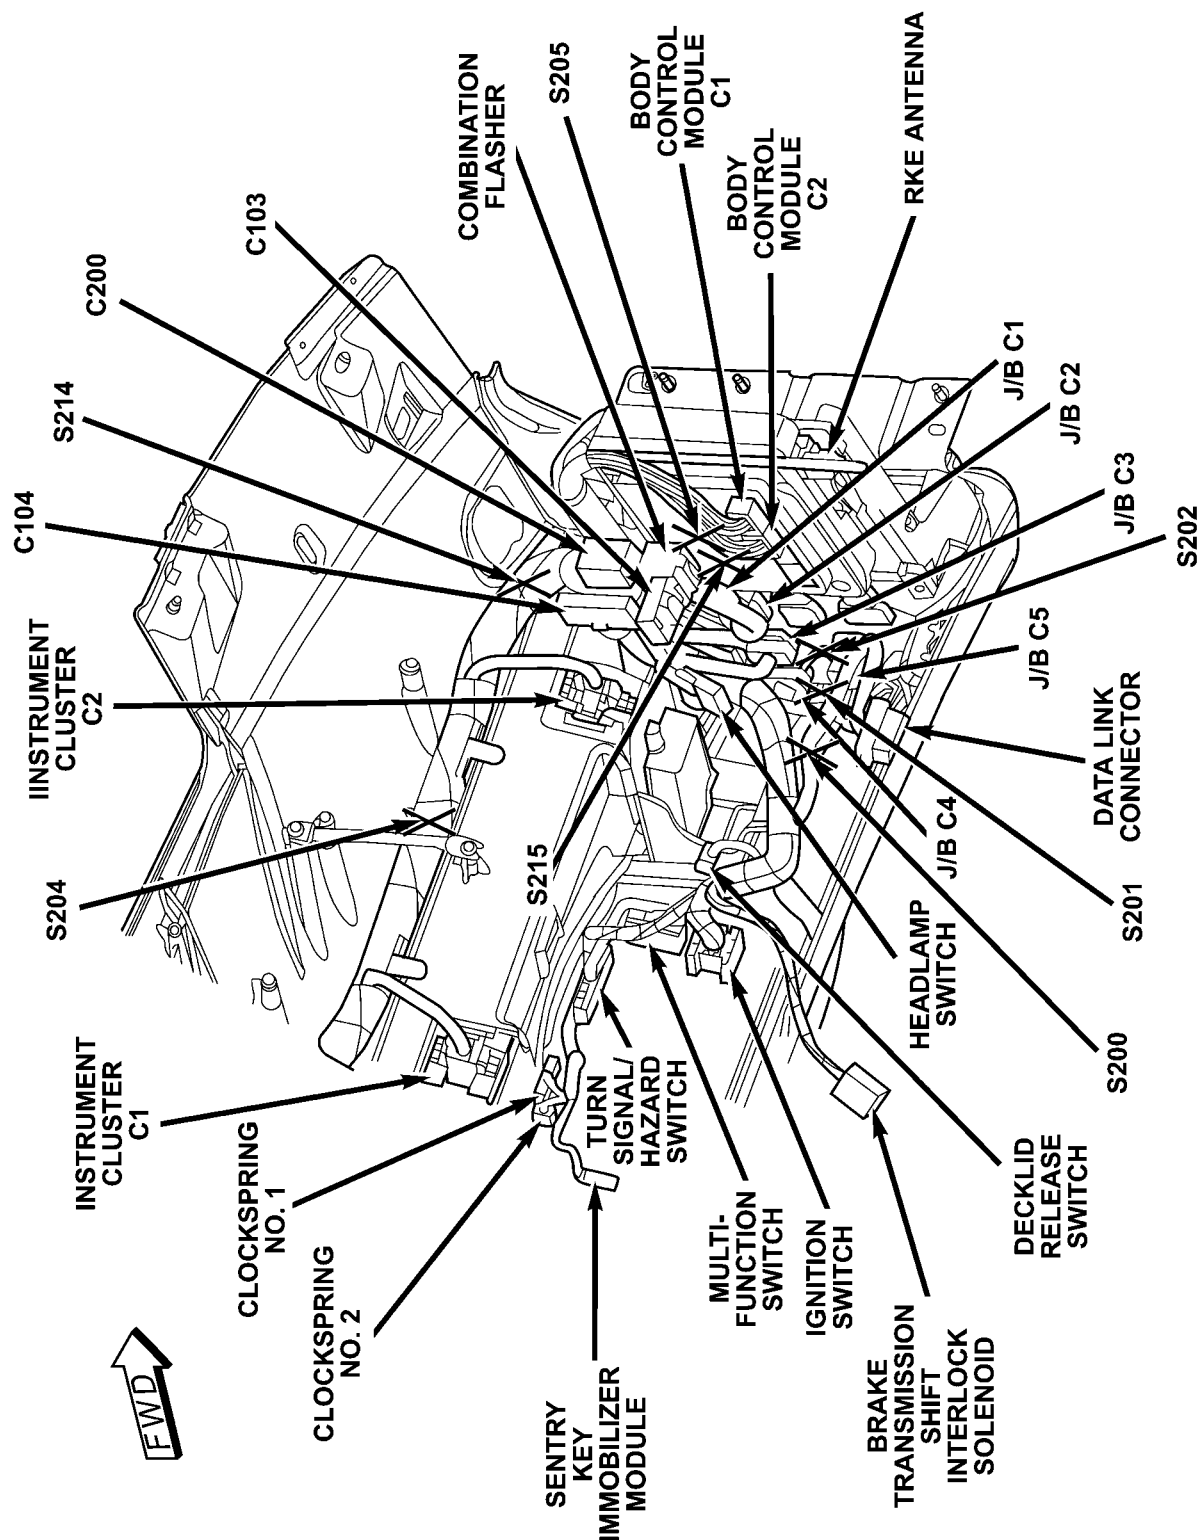 FWD
SENTRY
KEY
IMMOBILIZER
MODULE
CLOCKSPRING
NO. 2
CLOCKSPRING
NO. 1
INSTRUMENT
CLUSTER
C1
S204
IINSTRUMENT
CLUSTER
C2
C104
S214
C200
C103
COMBINATION
FLASHER
S205
BODY
CONTROL
MODULE
C1
BODY
CONTROL
MODULE
C2
RKE ANTENNA
J/B C1
J/B C2
J/B C3
S202
J/B C5
DATA LINK
CONNECTOR
J/B C4
S201
S215
HEADLAMP
SWITCH
S200
DECKLID
RELEASE
SWITCH
TURN
SIGNAL/
HAZARD
SWITCH
MULTI-
FUNCTION
SWITCH
IGNITION
SWITCH
BRAKE
TRANSMISSION
SHIFT
INTERLOCK
SOLENOID